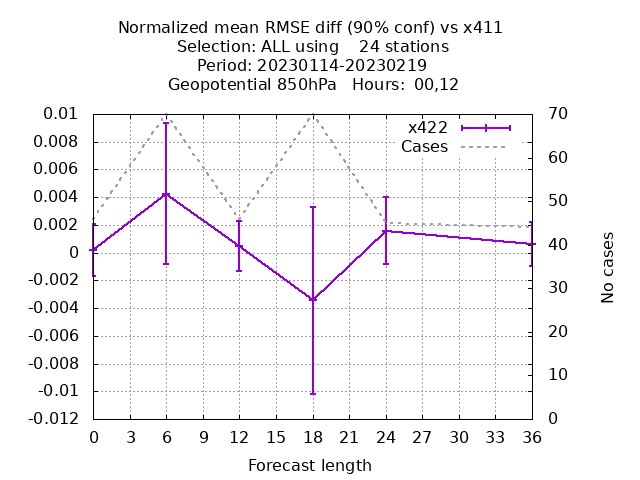 Normalized mean RMSE diff (90% conf) vs x411
Selection: ALL using    24 stations
Period: 20230114-20230219
Geopotential 850hPa   Hours:  00,12
0.01
0.008
0.006
0.004
0.002
0
-0.002
-0.004
-0.006
-0.008
-0.01
-0.012
70
60
50
40
30
20
10
0
x422
Cases
No cases
0 3 6 9 12 15 18 21 24 27 30 33 36
Forecast length